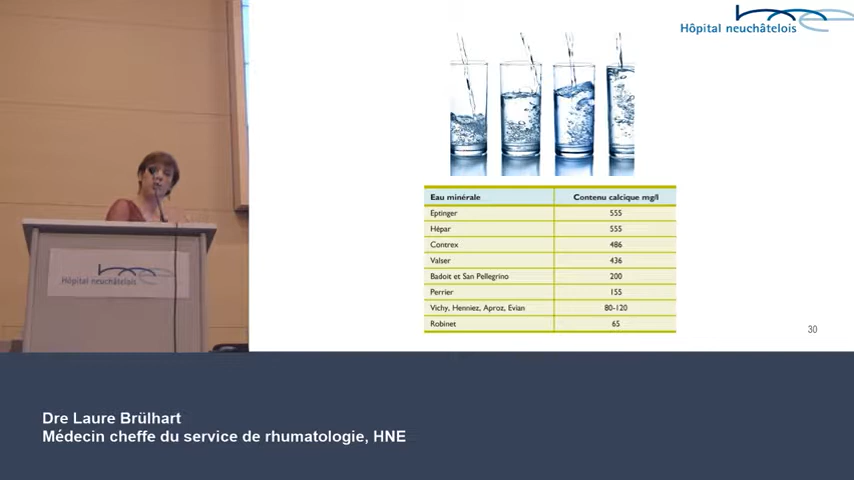 Hôpital neuchâtelois
Eau minérale Contenu calcique mg/l
Eptinger 555
Hépar 555
Contrex 486
Valser 436
Badoit et San Pellegrino 200
Perrier 155
Vichy, Henniez, Aproz, Evian 80-120
Robinet 65
30
Hôpital neuchâtelois
Dre Laure Brülhart
Médecin cheffe du service de rhumatologie, HNE